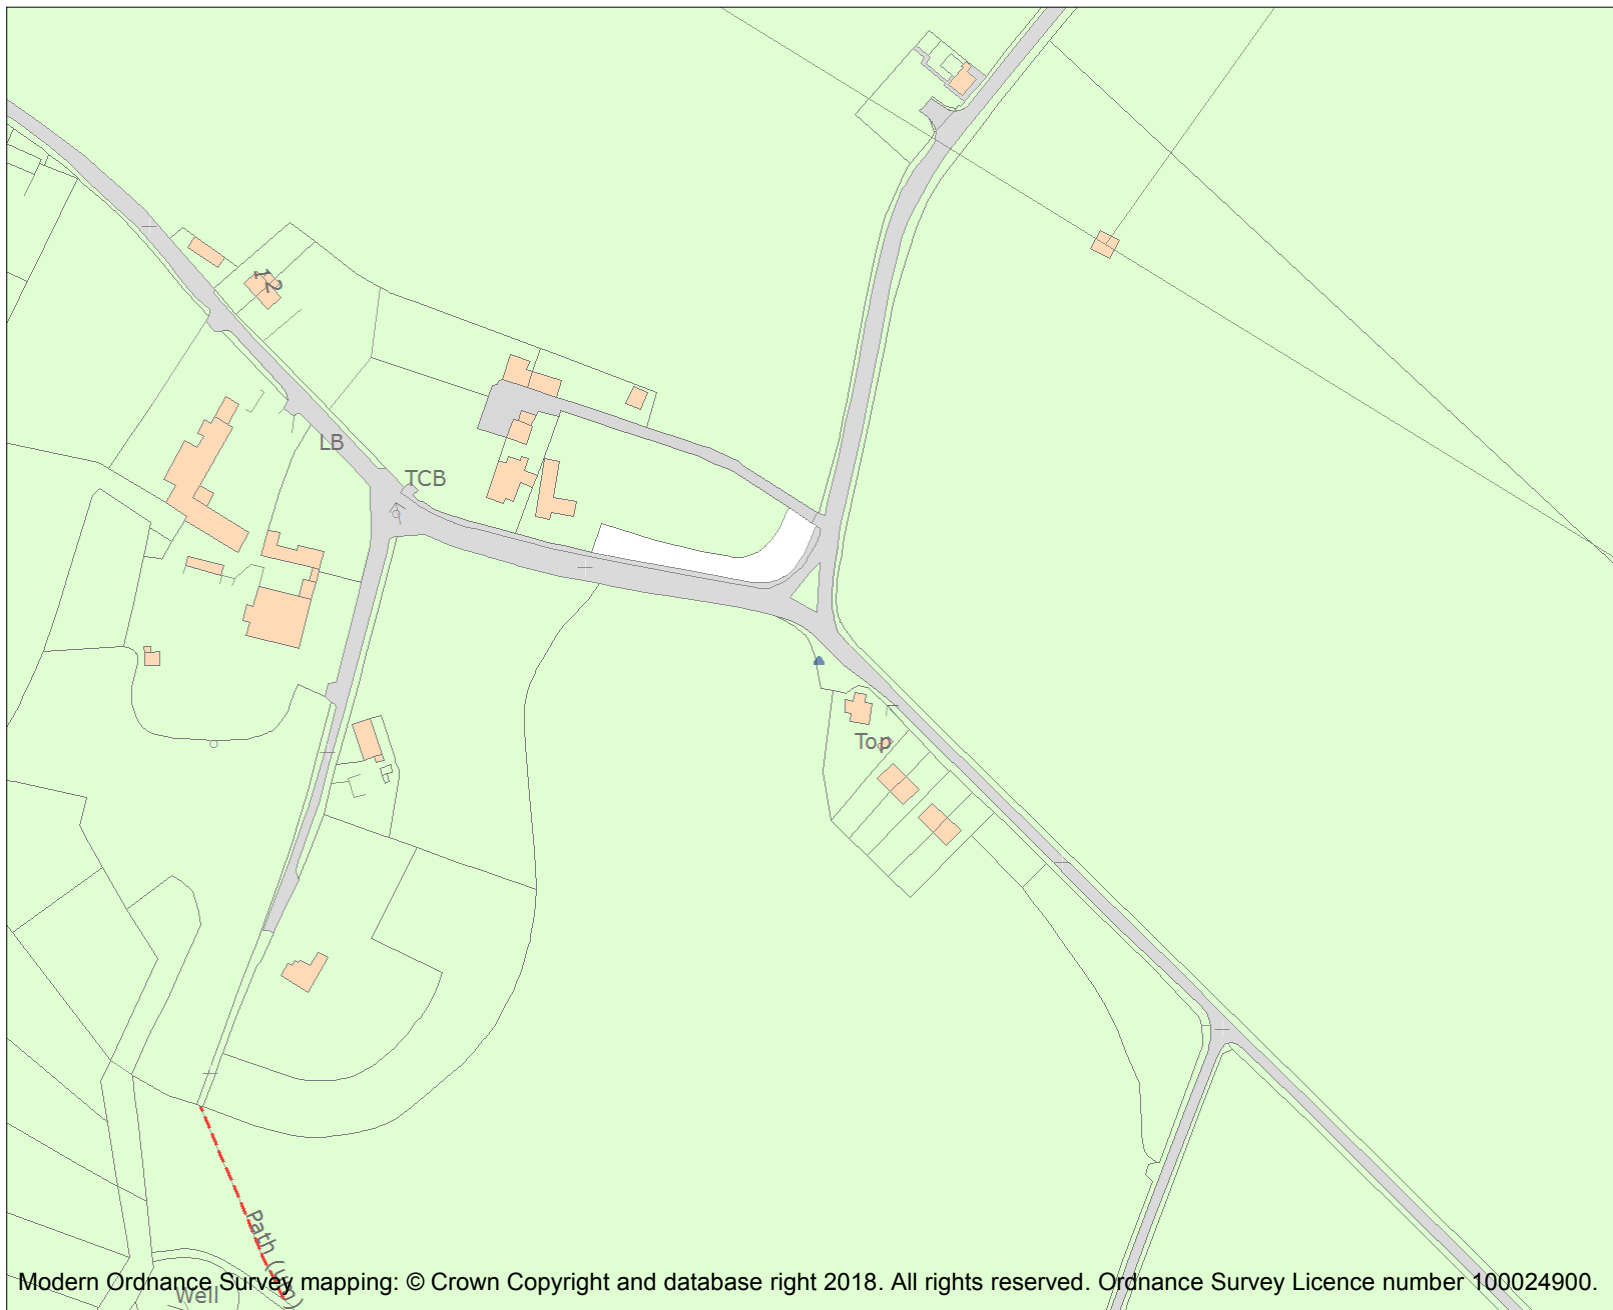 12
LB
TCB
Top
Path (um)
Well
Modern Ordnance Survey mapping: © Crown Copyright and database right 2018. All rights reserved. Ordnance Survey Licence number 100024900.